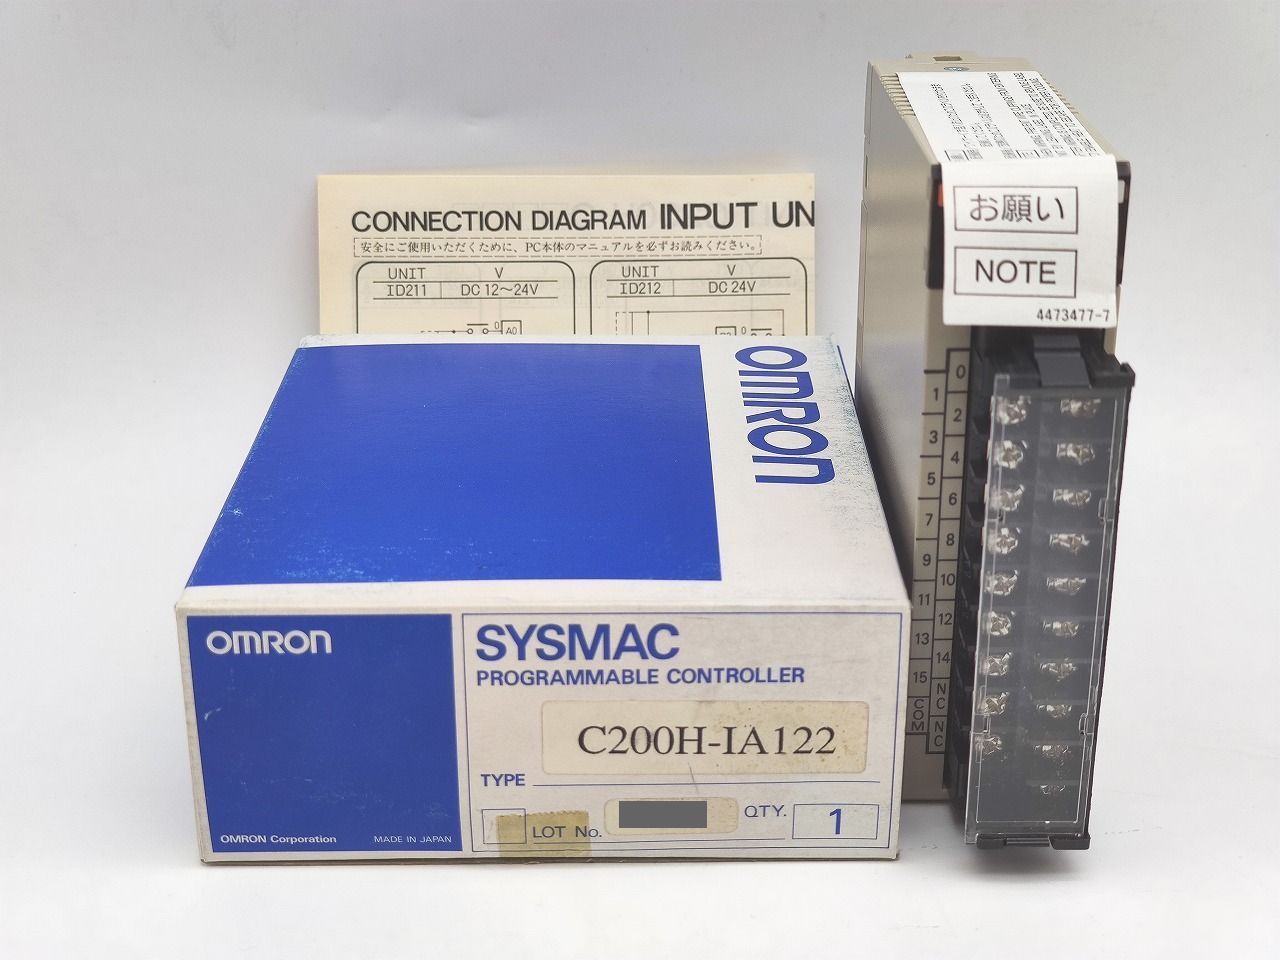 CONNECTION DIAGRAM INPUT UN
安全にご使用いただくために、PC本体のマニュアルを必ずお読みください。
UNIT V
ID211 DC 12～24V
0 A0
UNIT V
ID212 DC 24V
0
OMRON
OMRON
OMRON Corporation
MADE IN JAPAN
SYSMAC
PROGRAMMABLE CONTROLLER
C200H-IA122
TYPE
LOT No.
QTY. 1
お願い
NOTE
4473477-7
0
1
2
3
4
5
6
7
8
9
10
11
12
13
14
15
NC
COM
NC